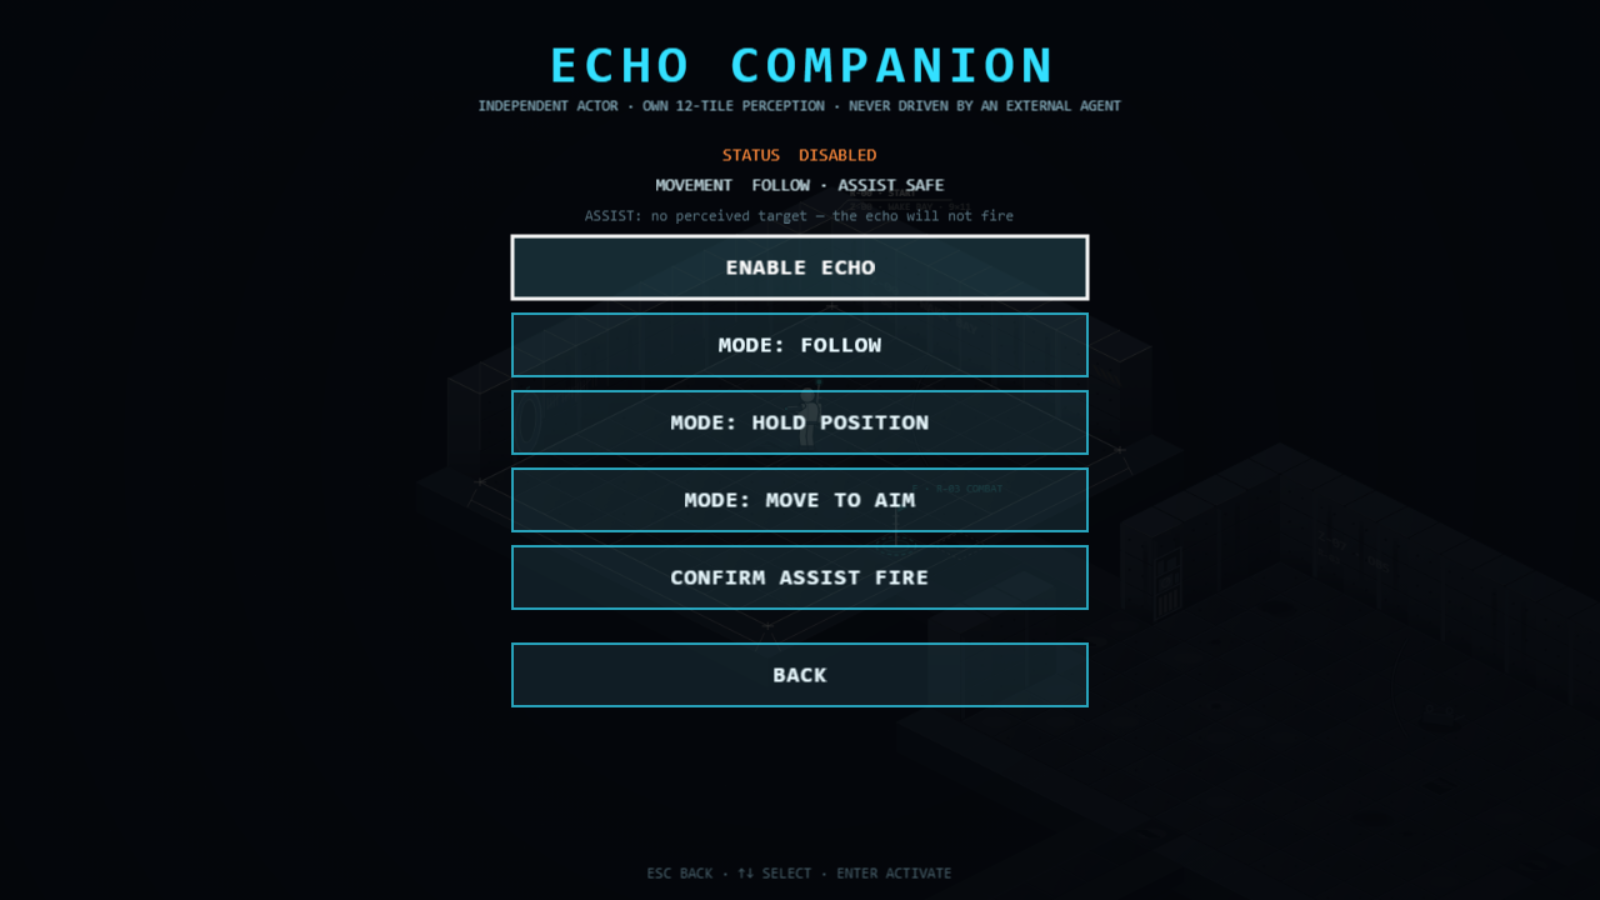 ECHO COMPANION
INDEPENDENT ACTOR · OWN 12-TILE PERCEPTION · NEVER DRIVEN BY AN EXTERNAL AGENT
STATUS  DISABLED
MOVEMENT  FOLLOW · ASSIST SAFE
ASSIST: no perceived target — the echo will not fire
ENABLE ECHO
MODE: FOLLOW
MODE: HOLD POSITION
MODE: MOVE TO AIM
COMBAT
CONFIRM ASSIST FIRE
BACK
ESC BACK · ↑↓ SELECT · ENTER ACTIVATE